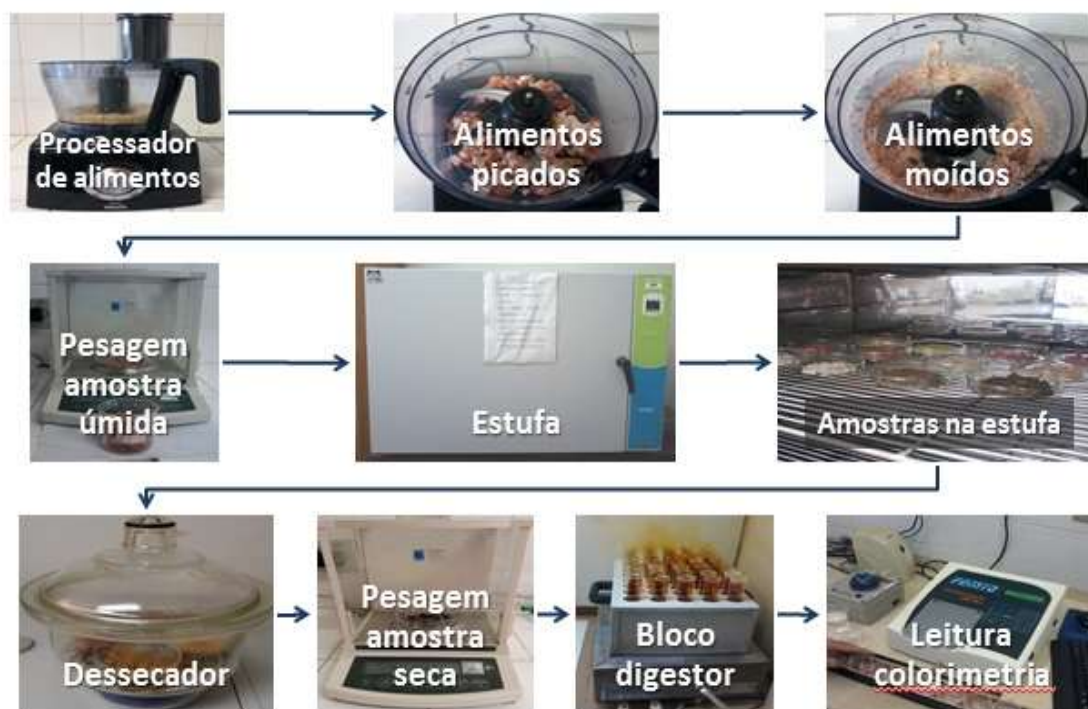 Processador
de alimentos
Alimentos
picados
Alimentos
moídos
Pesagem
amostra
úmida
Estufa
Amostras na estufa
Dessecador
Pesagem
amostra
seca
Bloco
digestor
Leitura
colorimetria